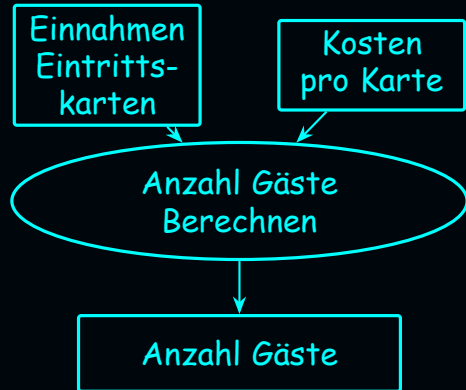 Einnahmen
Eintritts-
karten
Kosten
pro Karte
Anzahl Gäste
Berechnen
Anzahl Gäste